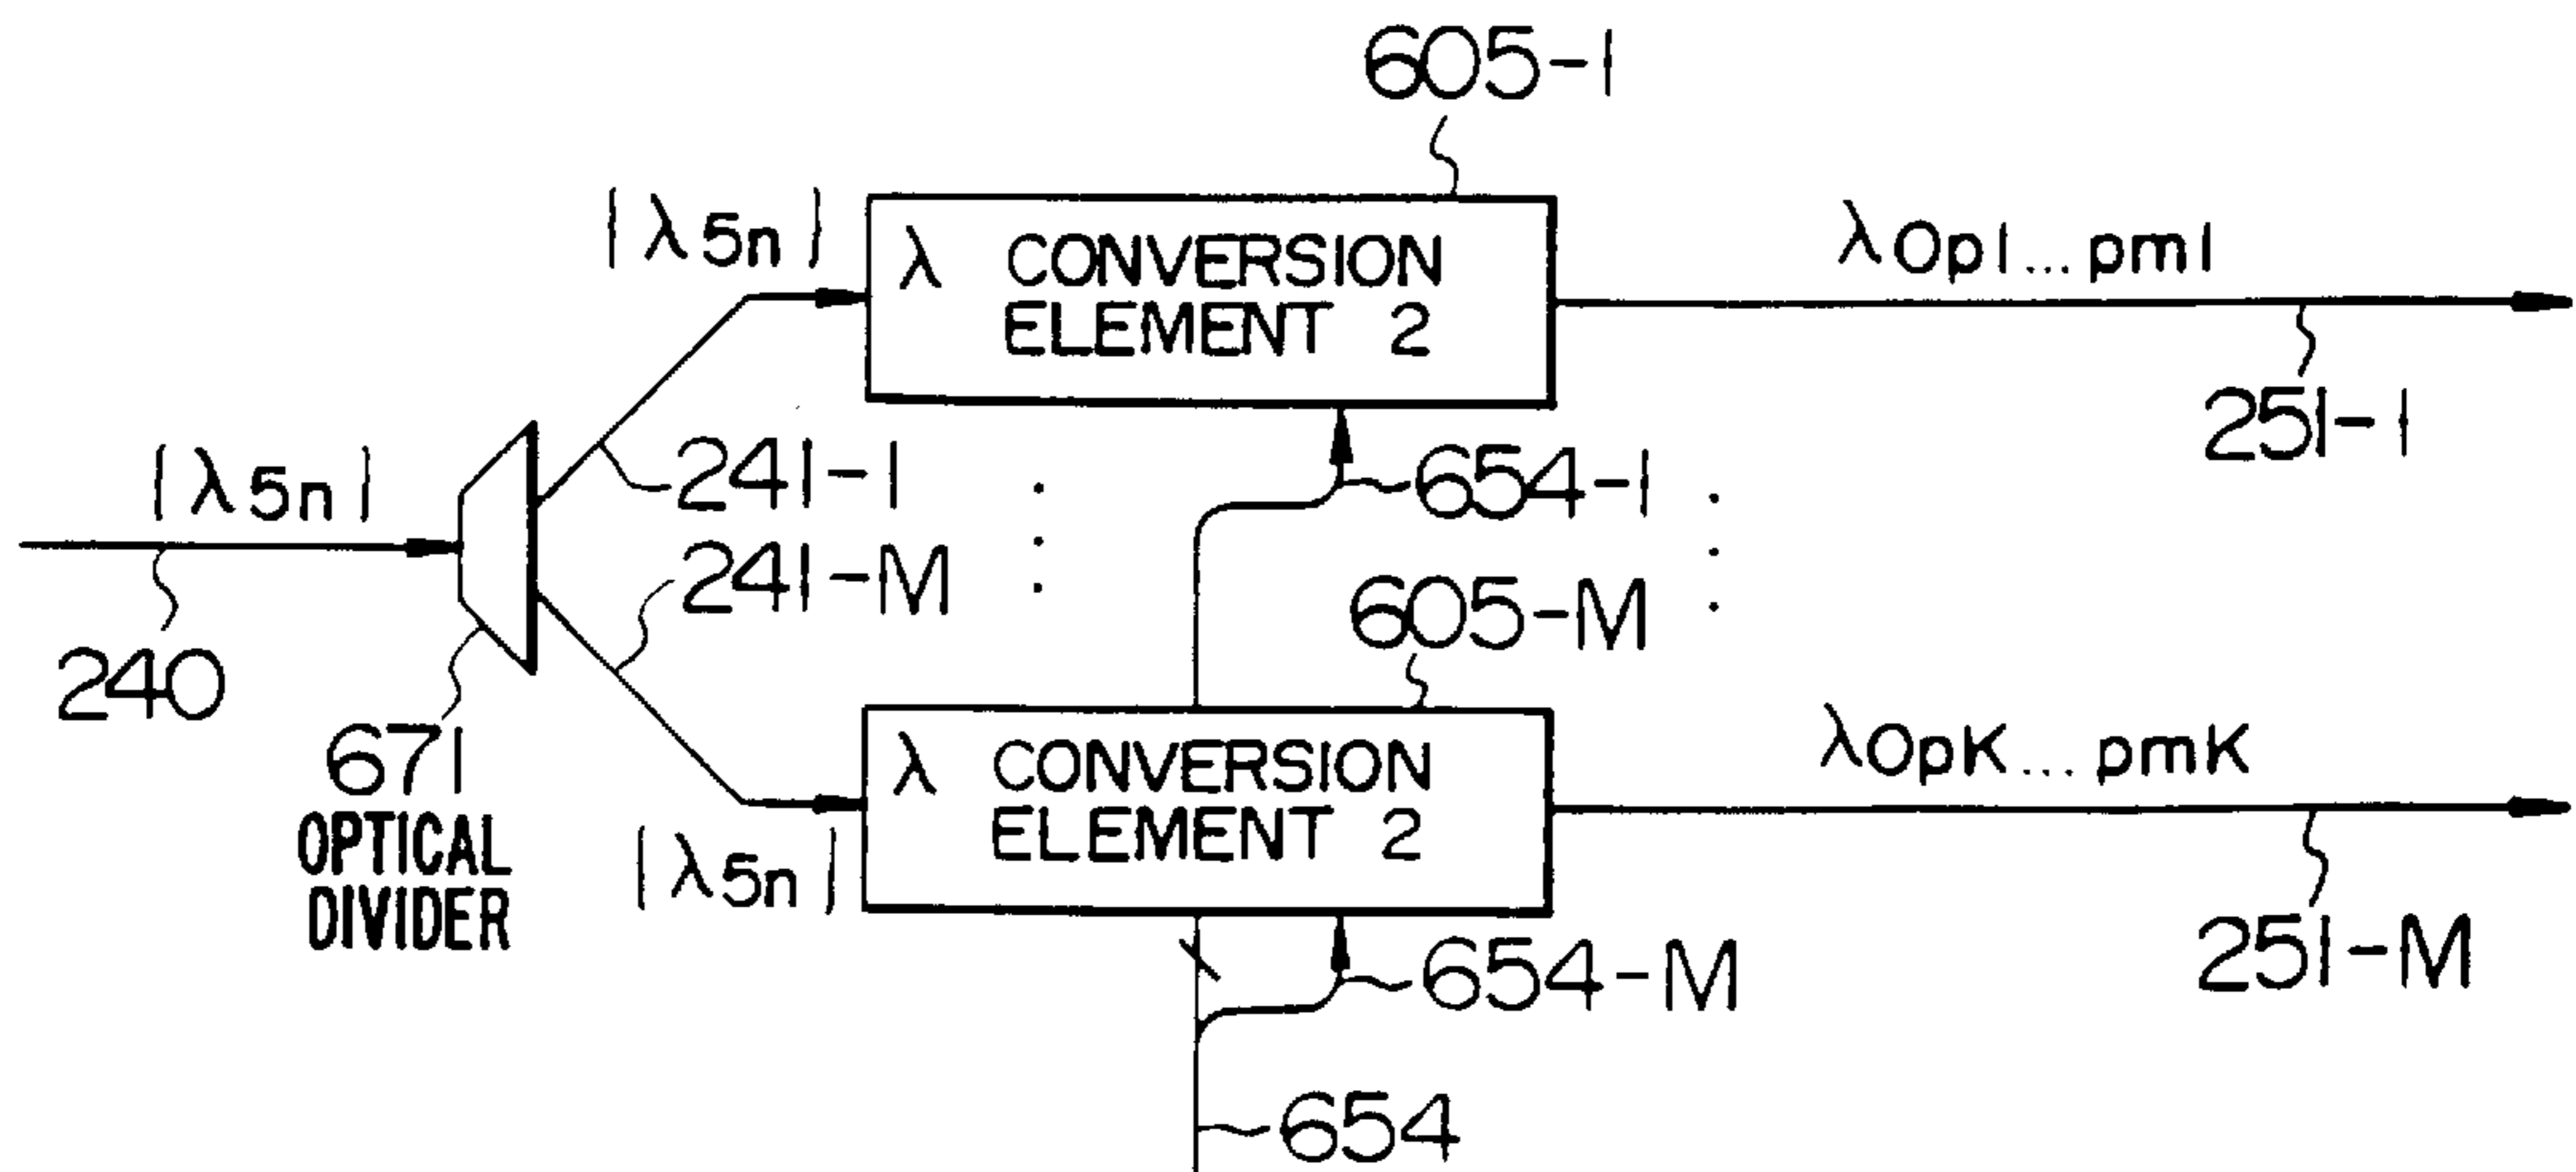 605-1
|λ5n|
λ CONVERSION
ELEMENT 2
λOp1...pm1
251-1
|λ5n|
241-1
654-1
241-M
605-M
240
671
OPTICAL
DIVIDER
λ CONVERSION
ELEMENT 2
λOpK...pmK
|λ5n|
251-M
654-M
654